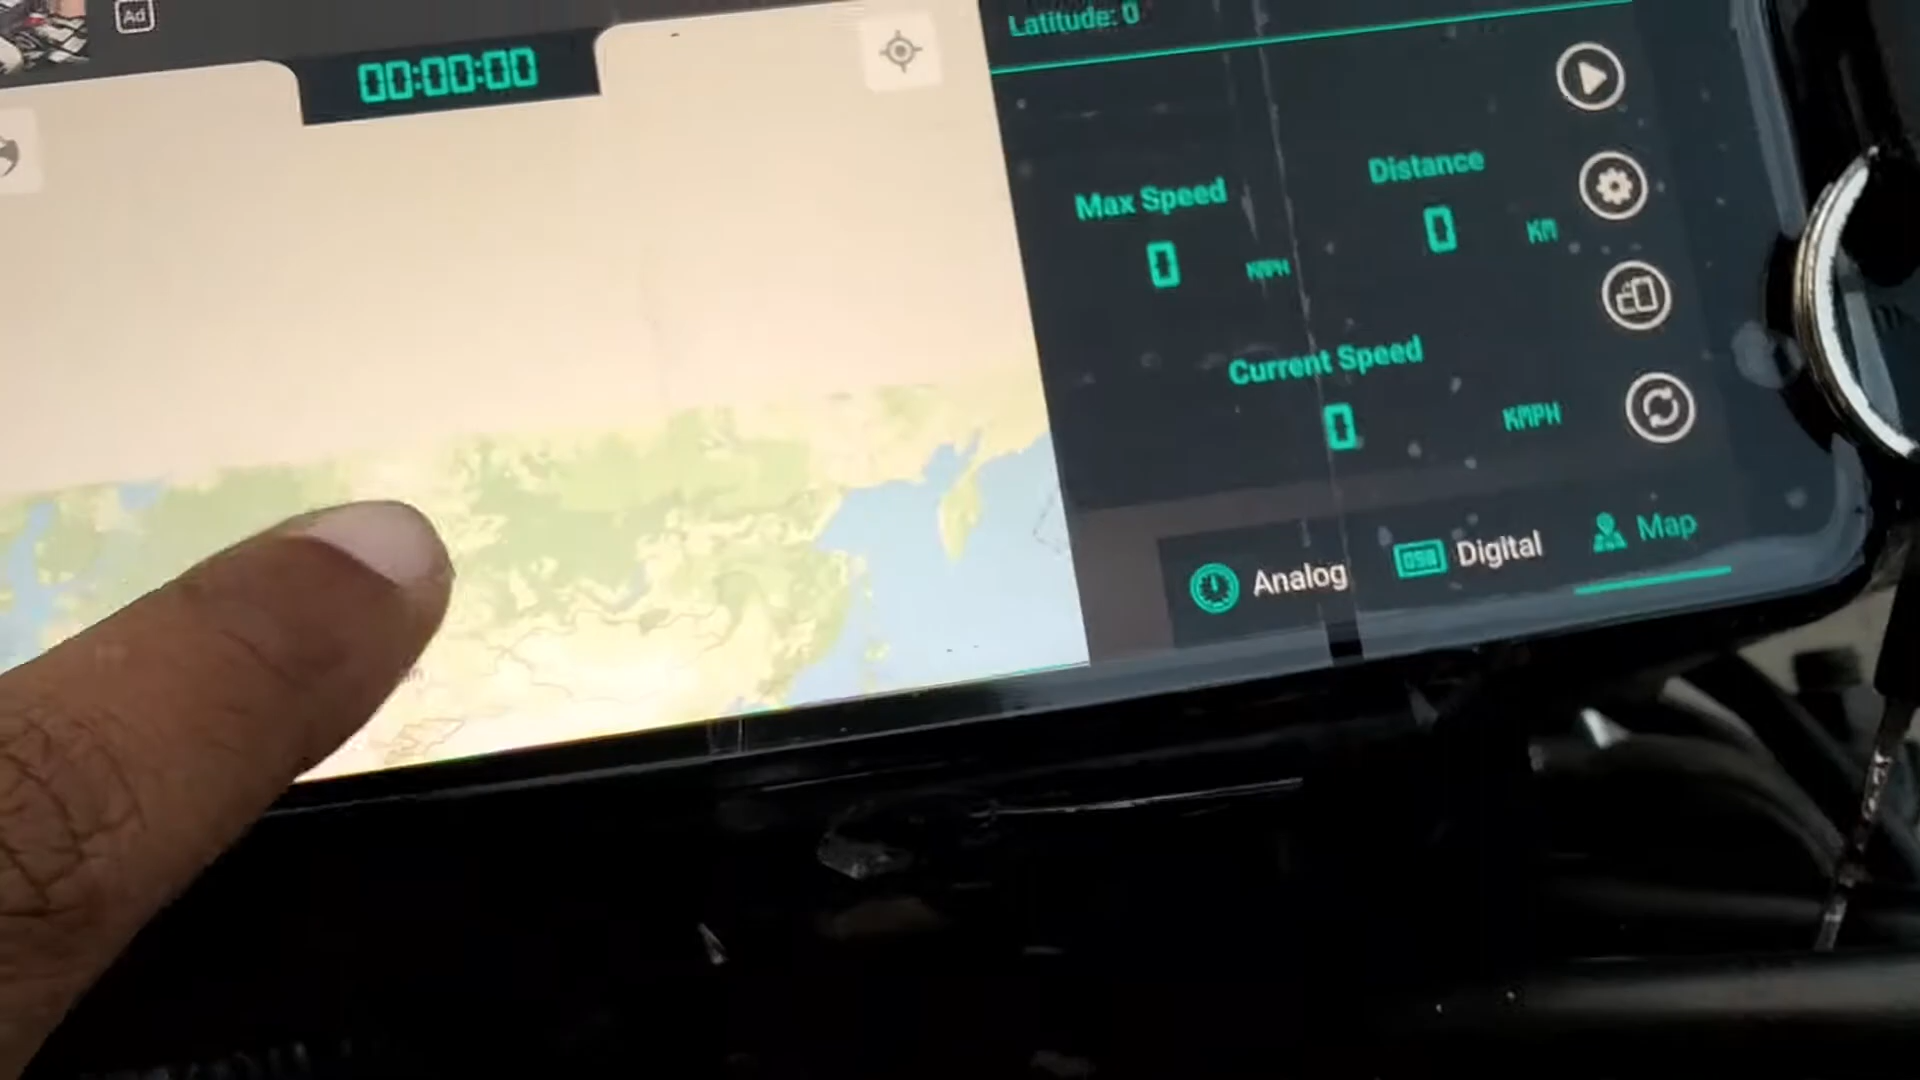 Ad
00:00:00
Latitude: 0
Max Speed
0 KMPH
Distance
0 KM
Current Speed
0 KMPH
Analog
Digital
Map